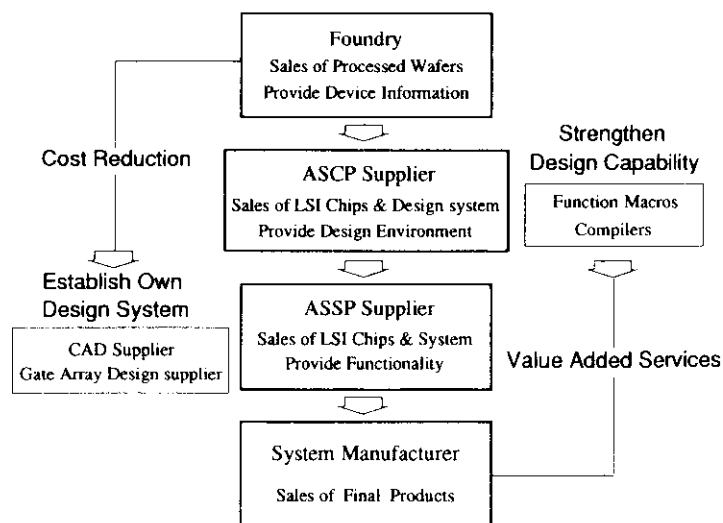 Foundry
Sales of Processed Wafers
Provide Device Information
Cost Reduction
Strengthen
Design Capability
Function Macros
Compilers
ASCP Supplier
Sales of LSI Chips & Design system
Provide Design Environment
Establish Own
Design System
CAD Supplier
Gate Array Design supplier
ASSP Supplier
Sales of LSI Chips & System
Provide Functionality
Value Added Services
System Manufacturer
Sales of Final Products